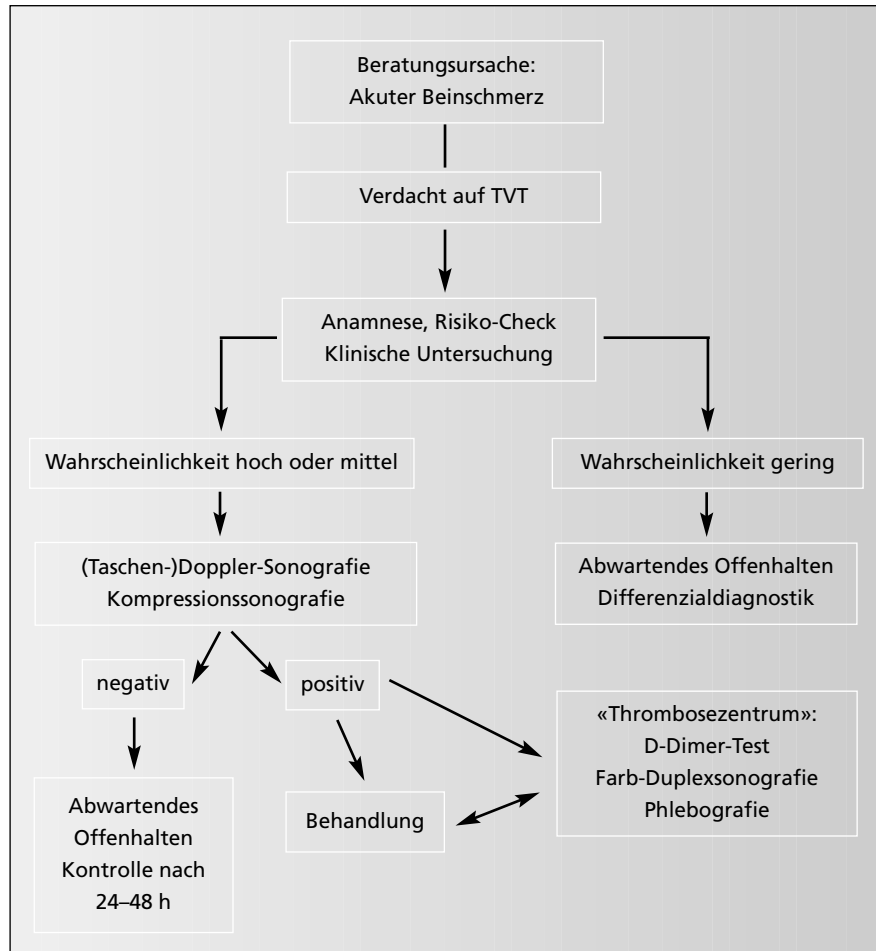 Beratungsursache:
Akuter Beinschmerz
Verdacht auf TVT
Anamnese, Risiko-Check
Klinische Untersuchung
Wahrscheinlichkeit hoch oder mittel
Wahrscheinlichkeit gering
(Taschen-)Doppler-Sonografie
Kompressionssonografie
Abwartendes Offenhalten
Differenzialdiagnostik
negativ
positiv
«Thrombosezentrum»:
D-Dimer-Test
Farb-Duplexsonografie
Phlebografie
Abwartendes
Offenhalten
Kontrolle nach
24–48 h
Behandlung